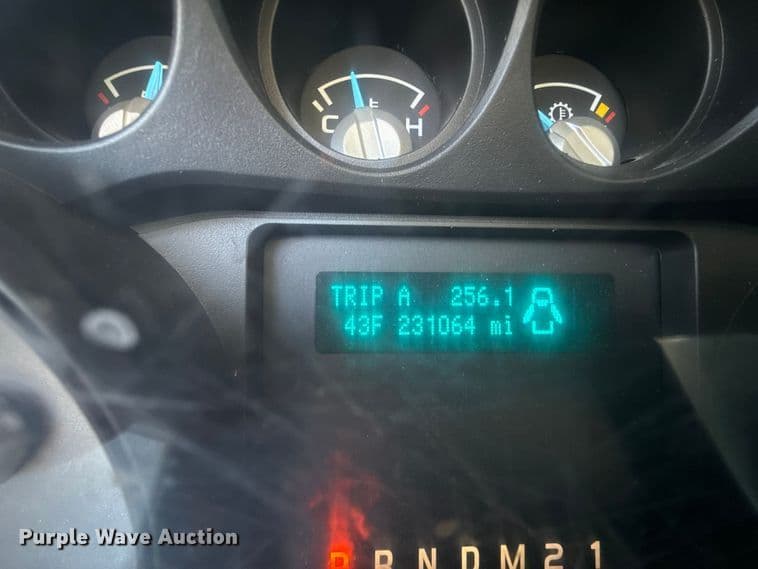 C H
TRIP A 256.1
43F 231064 mi
P R N D M 2 1
Purple Wave Auction